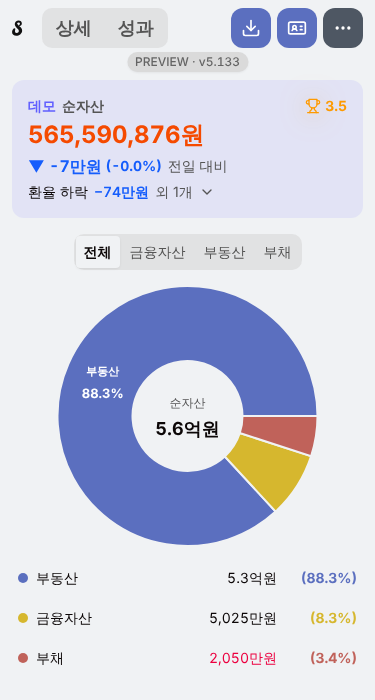 상세 성과
PREVIEW · v5.133
데모 순자산 3.5
565,590,876원
▼ -7만원 (-0.0%) 전일 대비
환율 하락 −74만원 외 1개
전체 금융자산 부동산 부채
부동산
88.3%
순자산
5.6억원
부동산 5.3억원 (88.3%)
금융자산 5,025만원 (8.3%)
부채 2,050만원 (3.4%)